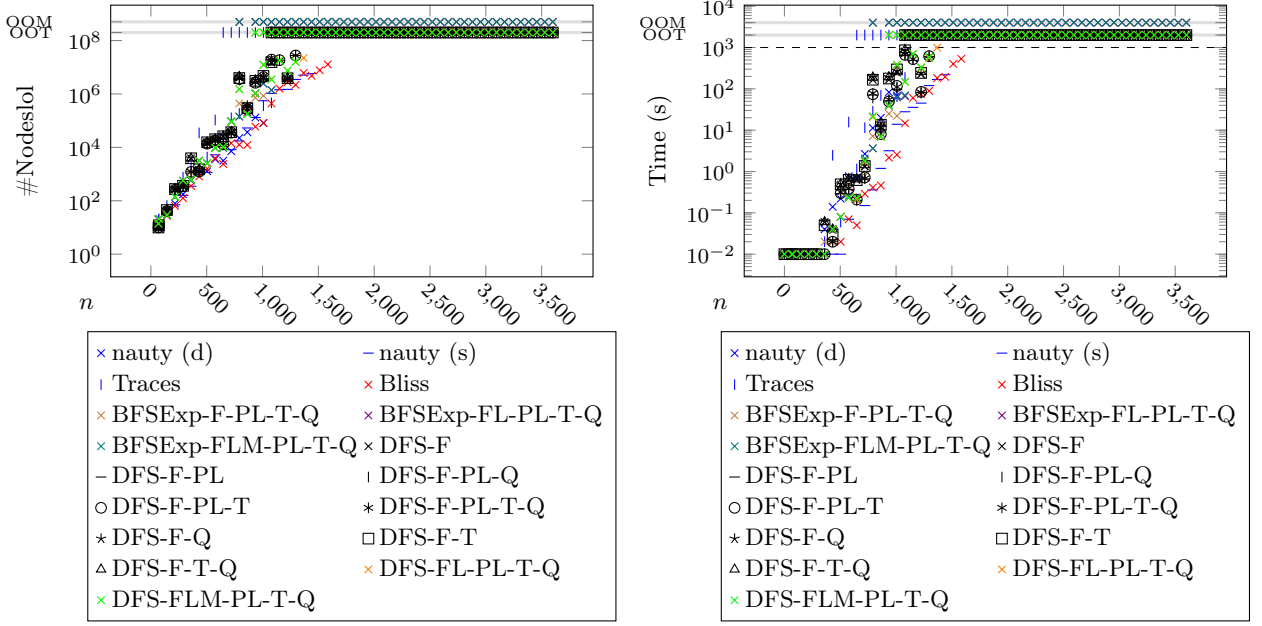 OOM
OOT
10^8
10^6
10^4
10^2
10^0
#Nodeslol
n
0
500
1,000
1,500
2,000
2,500
3,000
3,500
× nauty (d)
− nauty (s)
| Traces
× Bliss
× BFSExp-F-PL-T-Q
× BFSExp-FL-PL-T-Q
× BFSExp-FLM-PL-T-Q
× DFS-F
− DFS-F-PL
| DFS-F-PL-Q
○ DFS-F-PL-T
∗ DFS-F-PL-T-Q
⋆ DFS-F-Q
□ DFS-F-T
△ DFS-F-T-Q
× DFS-FL-PL-T-Q
× DFS-FLM-PL-T-Q
10^4
OOM
OOT
10^3
10^2
10^1
10^0
10^−1
10^−2
Time (s)
n
0
500
1,000
1,500
2,000
2,500
3,000
3,500
× nauty (d)
− nauty (s)
| Traces
× Bliss
× BFSExp-F-PL-T-Q
× BFSExp-FL-PL-T-Q
× BFSExp-FLM-PL-T-Q
× DFS-F
− DFS-F-PL
| DFS-F-PL-Q
○ DFS-F-PL-T
∗ DFS-F-PL-T-Q
⋆ DFS-F-Q
□ DFS-F-T
△ DFS-F-T-Q
× DFS-FL-PL-T-Q
× DFS-FLM-PL-T-Q